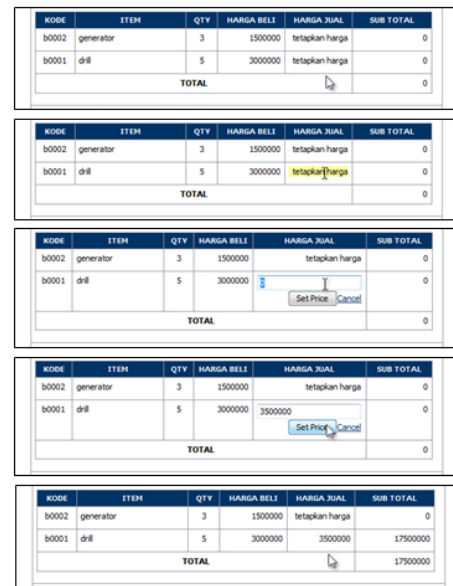 KODE ITEM QTY HARGA BELI HARGA JUAL SUB TOTAL
b0002 generator 3 1500000 tetapkan harga 0
b0001 drill 5 3000000 tetapkan harga 0
TOTAL 0
KODE ITEM QTY HARGA BELI HARGA JUAL SUB TOTAL
b0002 generator 3 1500000 tetapkan harga 0
b0001 drill 5 3000000 tetapkan harga 0
TOTAL 0
KODE ITEM QTY HARGA BELI HARGA JUAL SUB TOTAL
b0002 generator 3 1500000 tetapkan harga 0
b0001 drill 5 3000000 0 0
Set Price Cancel
TOTAL 0
KODE ITEM QTY HARGA BELI HARGA JUAL SUB TOTAL
b0002 generator 3 1500000 tetapkan harga 0
b0001 drill 5 3000000 3500000 0
Set Price Cancel
TOTAL 0
KODE ITEM QTY HARGA BELI HARGA JUAL SUB TOTAL
b0002 generator 3 1500000 tetapkan harga 0
b0001 drill 5 3000000 3500000 17500000
TOTAL 17500000